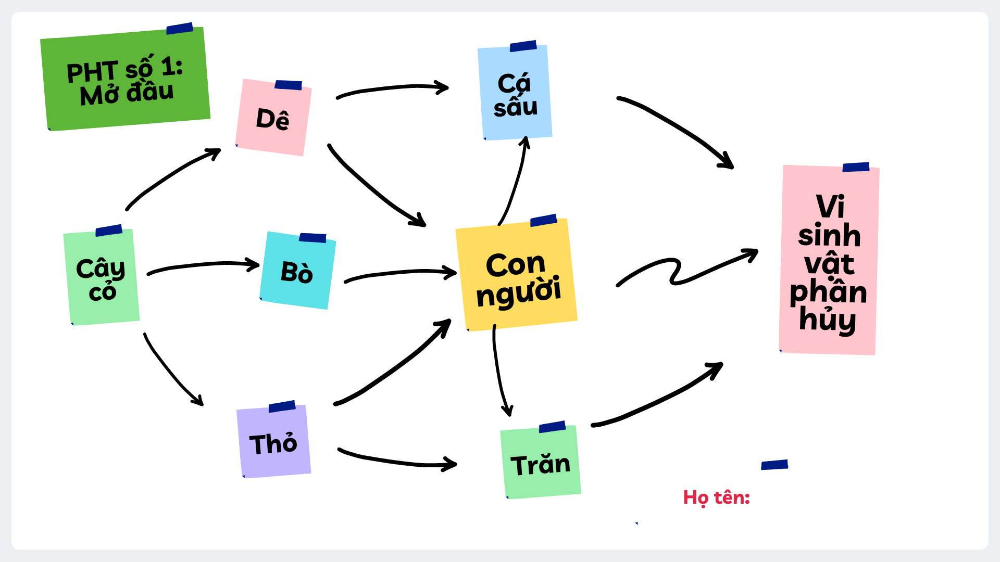 PHT số 1:
Mở đầu
Dê
Cá
sấu
Cây
cỏ
Bò
Con
người
Vi
sinh
vật
phân
hủy
Thỏ
Trăn
Họ tên: